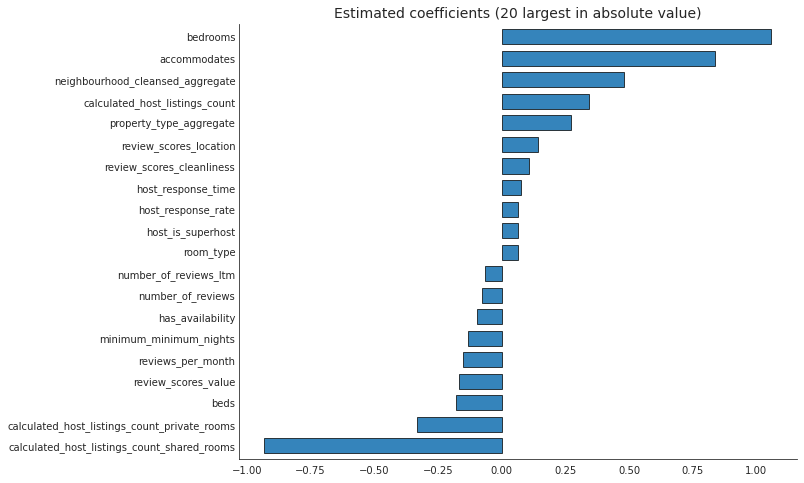 Estimated coefficients (20 largest in absolute value)
bedrooms
accommodates
neighbourhood_cleansed_aggregate
calculated_host_listings_count
property_type_aggregate
review_scores_location
review_scores_cleanliness
host_response_time
host_response_rate
host_is_superhost
room_type
number_of_reviews_ltm
number_of_reviews
has_availability
minimum_minimum_nights
reviews_per_month
review_scores_value
beds
calculated_host_listings_count_private_rooms
calculated_host_listings_count_shared_rooms
−1.00 −0.75 −0.50 −0.25 0.00 0.25 0.50 0.75 1.00